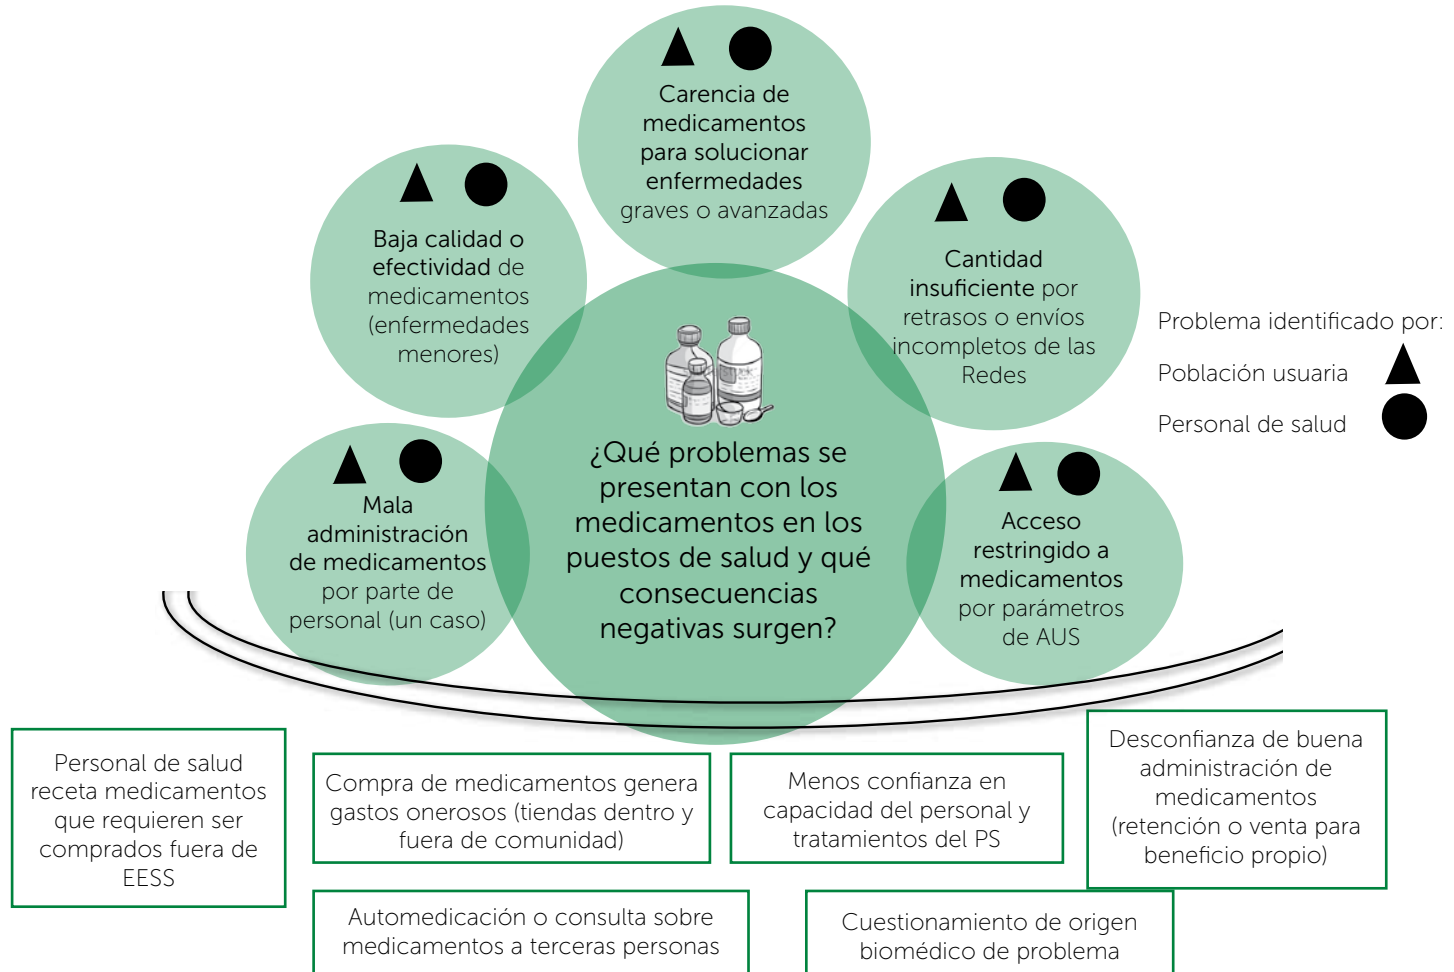 Carencia de
medicamentos
para solucionar
enfermedades
graves o avanzadas
Baja calidad o
efectividad de
medicamentos
(enfermedades
menores)
Cantidad
insuficiente por
retrasos o envíos
incompletos de las
Redes
Problema identificado por:
Población usuaria
Personal de salud
Mala
administración
de medicamentos
por parte de
personal (un caso)
¿Qué problemas se
presentan con los
medicamentos en los
puestos de salud y qué
consecuencias
negativas surgen?
Acceso
restringido a
medicamentos
por parámetros
de AUS
Personal de salud
receta medicamentos
que requieren ser
comprados fuera de
EESS
Compra de medicamentos genera
gastos onerosos (tiendas dentro y
fuera de comunidad)
Menos confianza en
capacidad del personal y
tratamientos del PS
Desconfianza de buena
administración de
medicamentos
(retención o venta para
beneficio propio)
Automedicación o consulta sobre
medicamentos a terceras personas
Cuestionamiento de origen
biomédico de problema